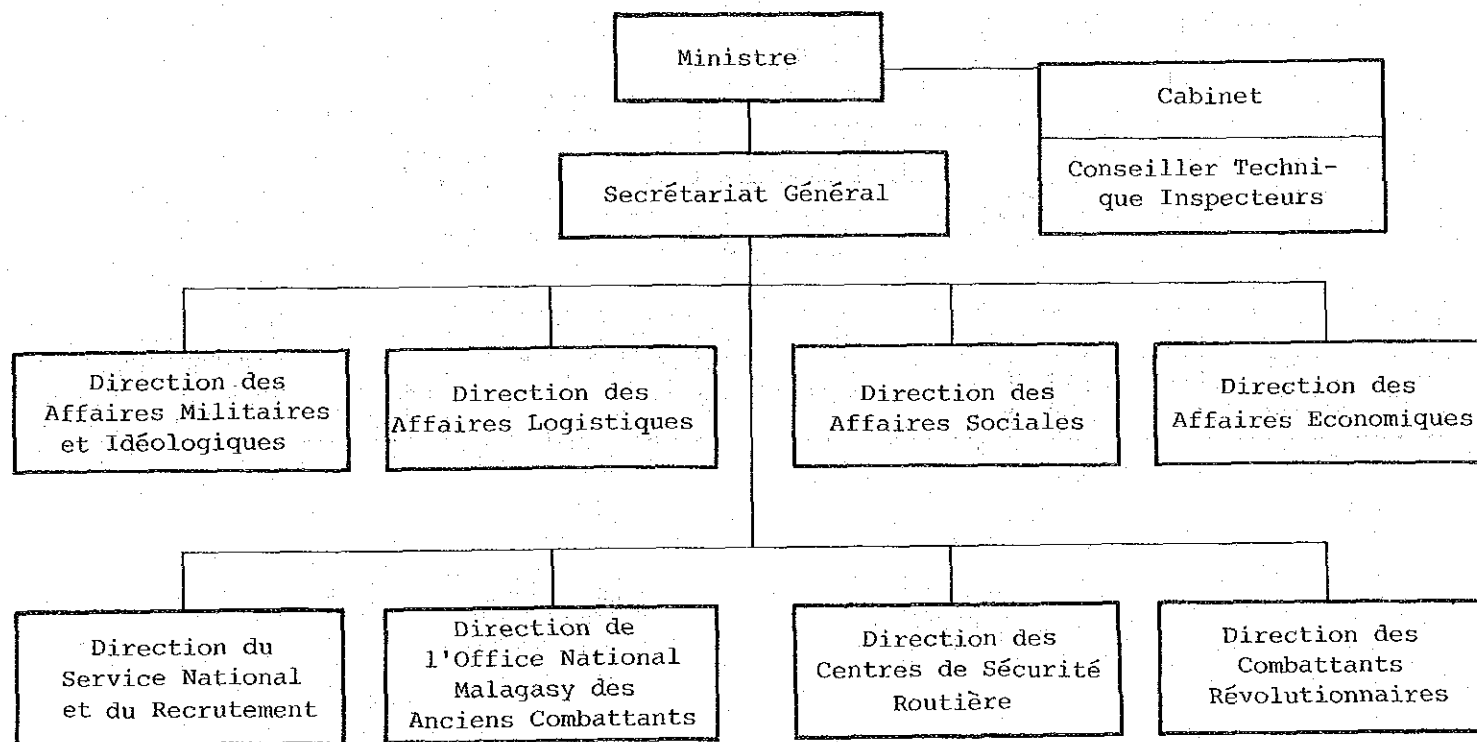 Ministre
Cabinet
Conseiller Techni-
que Inspecteurs
Secrétariat Général
Direction des
Affaires Militaires
et Idéologiques
Direction des
Affaires Logistiques
Direction des
Affaires Sociales
Direction des
Affaires Economiques
Direction du
Service National
et du Recrutement
Direction de
l'Office National
Malagasy des
Anciens Combattants
Direction des
Centres de Sécurité
Routière
Direction des
Combattants
Révolutionnaires